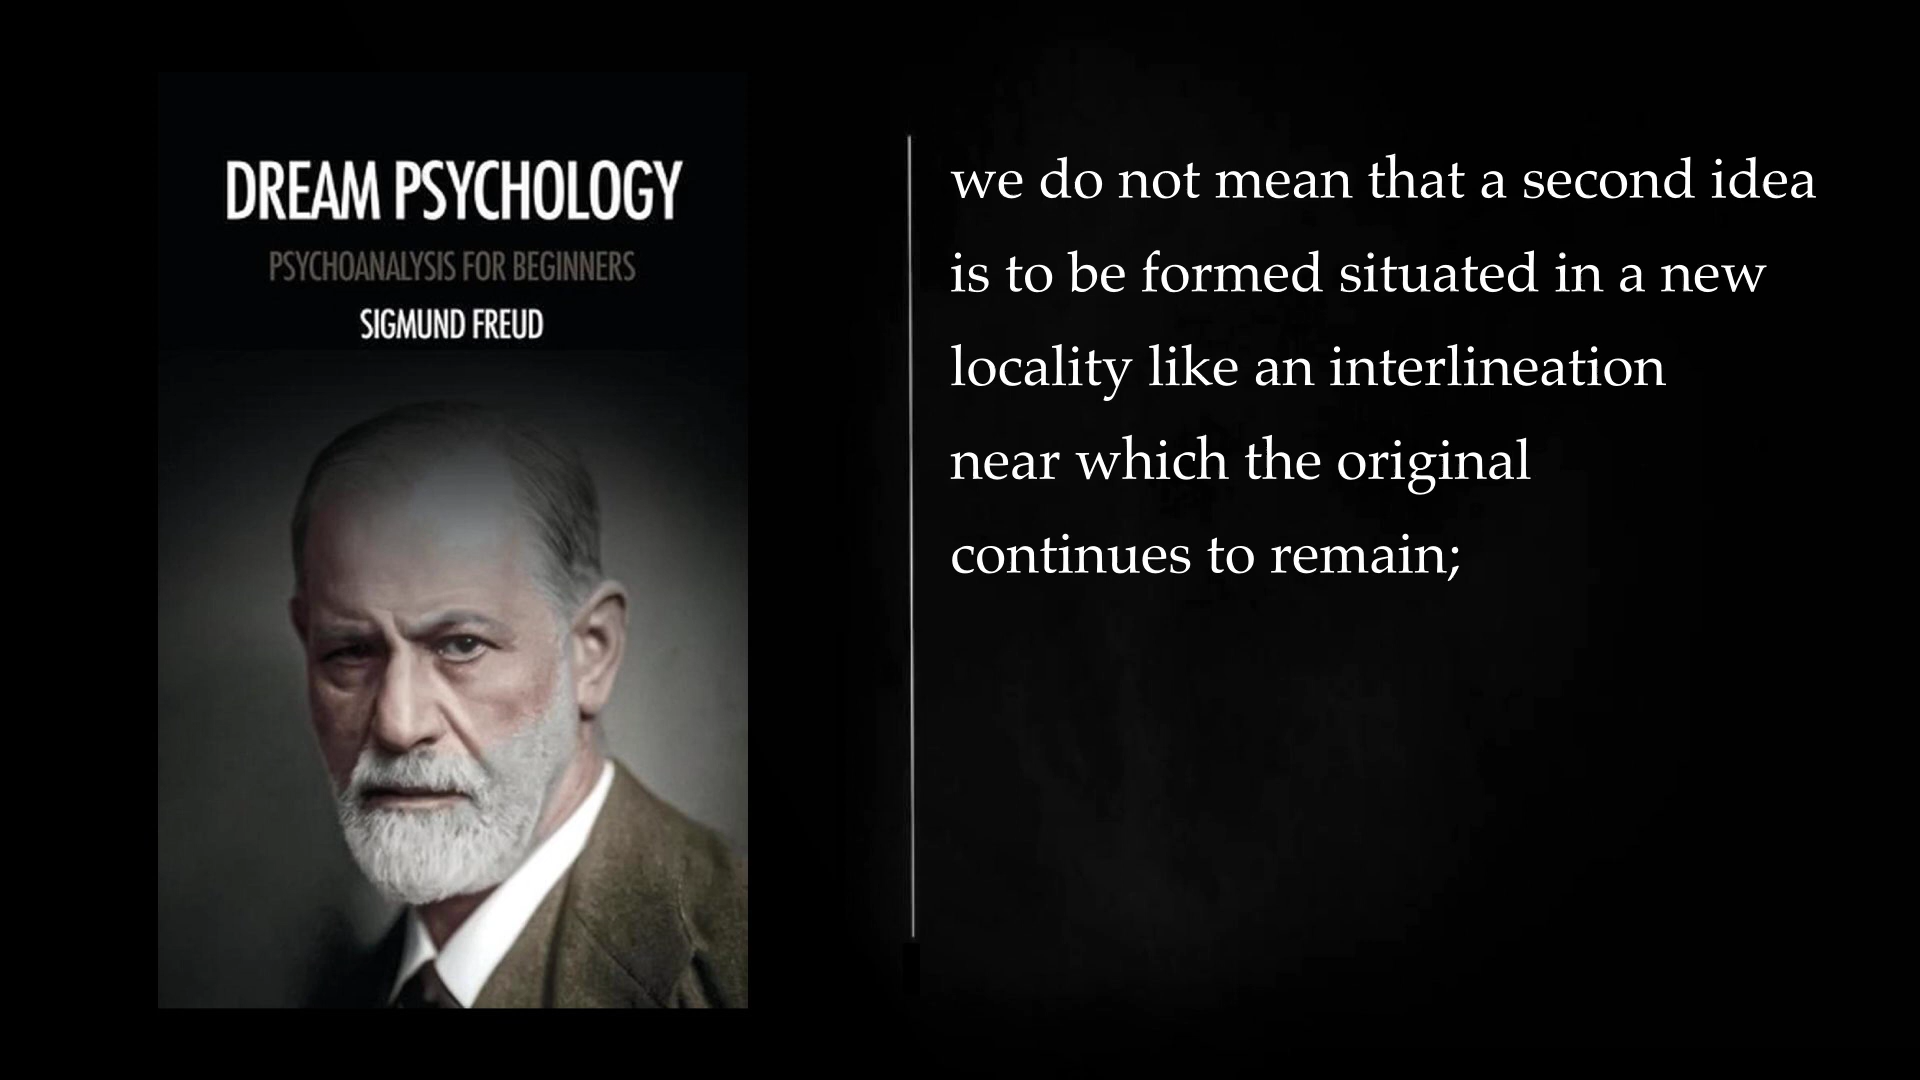 DREAM PSYCHOLOGY
PSYCHOANALYSIS FOR BEGINNERS
SIGMUND FREUD
we do not mean that a second idea
is to be formed situated in a new
locality like an interlineation
near which the original
continues to remain;